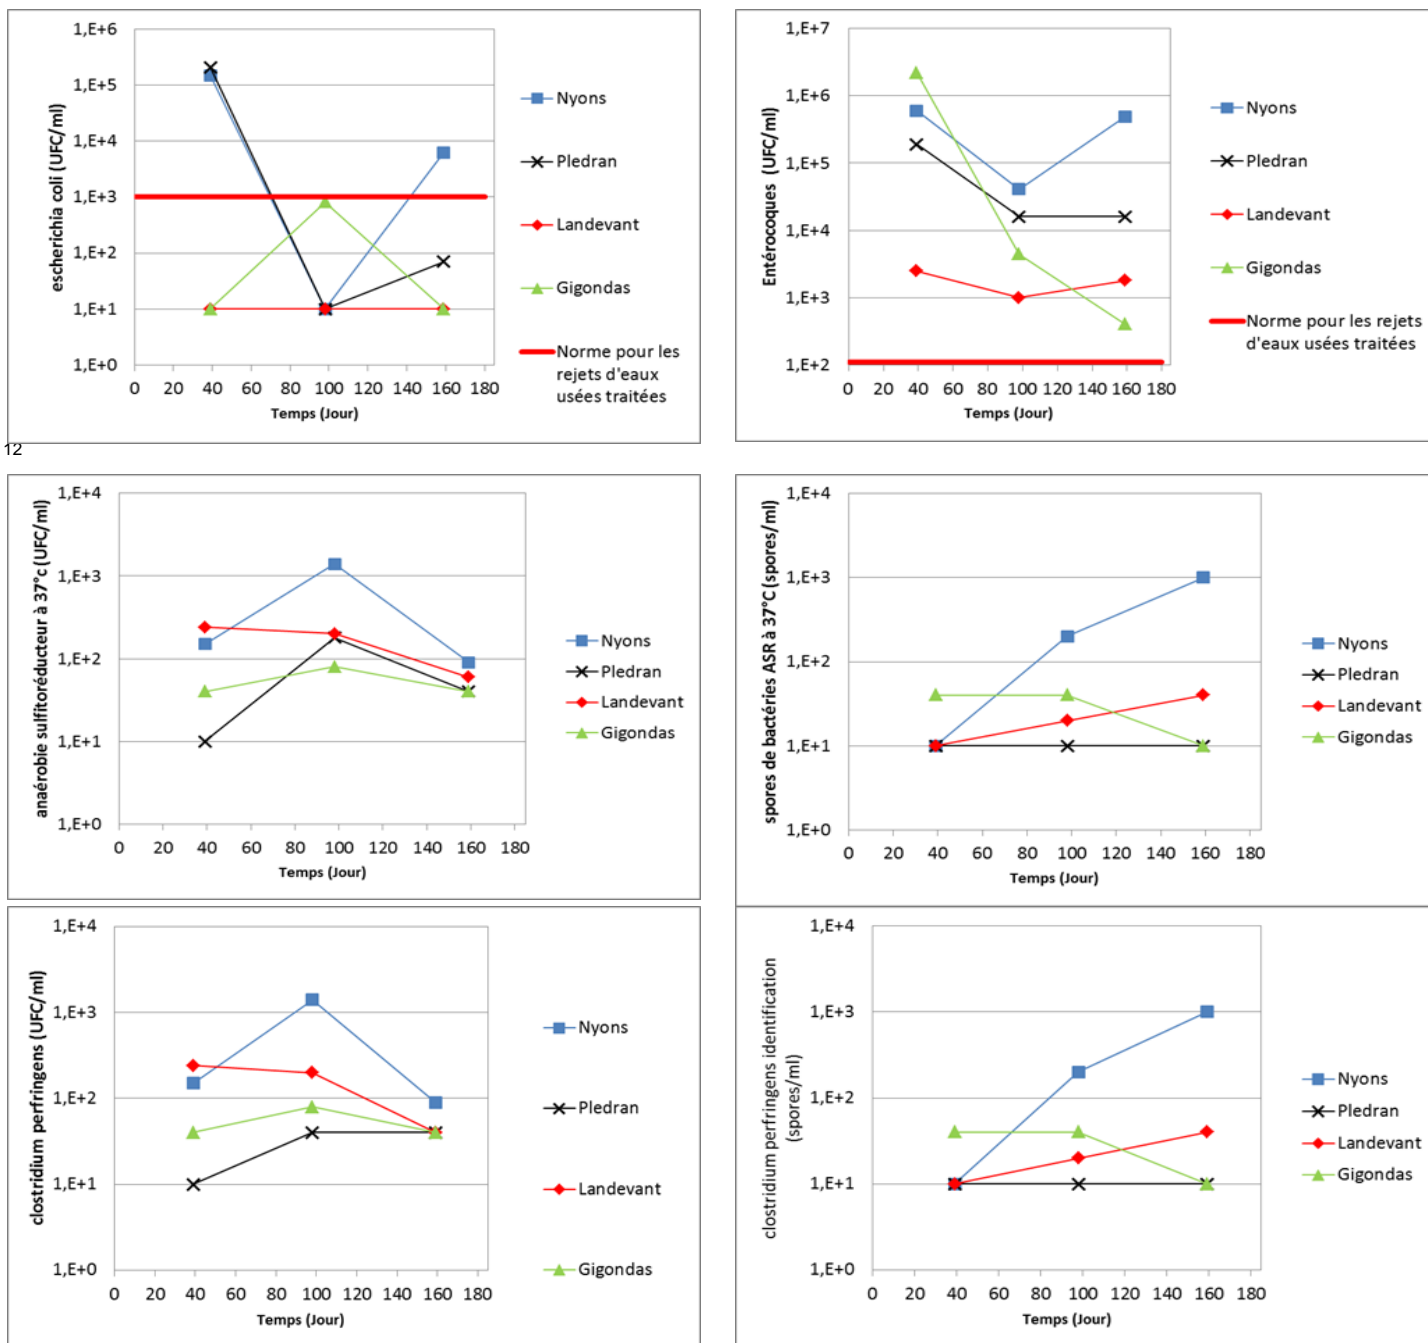 1,E+6
1,E+5
1,E+4
1,E+3
1,E+2
1,E+1
1,E+0
escherichia coli (UFC/ml)
0 20 40 60 80 100 120 140 160 180
Temps (Jour)
Nyons
Pledran
Landevant
Gigondas
Norme pour les
rejets d'eaux
usées traitées
1,E+7
1,E+6
1,E+5
1,E+4
1,E+3
1,E+2
Entérocoques (UFC/ml)
0 20 40 60 80 100 120 140 160 180
Temps (Jour)
Nyons
Pledran
Landevant
Gigondas
Norme pour les rejets
d'eaux usées traitées
12
1,E+4
1,E+3
1,E+2
1,E+1
1,E+0
anaérobie sulfitoréducteur à 37°c (UFC/ml)
0 20 40 60 80 100 120 140 160 180
Temps (Jour)
Nyons
Pledran
Landevant
Gigondas
1,E+4
1,E+3
1,E+2
1,E+1
1,E+0
spores de bactéries ASR à 37°C (spores/ml)
0 20 40 60 80 100 120 140 160 180
Temps (Jour)
Nyons
Pledran
Landevant
Gigondas
1,E+4
1,E+3
1,E+2
1,E+1
1,E+0
clostridium perfringens (UFC/ml)
0 20 40 60 80 100 120 140 160 180
Temps (Jour)
Nyons
Pledran
Landevant
Gigondas
1,E+4
1,E+3
1,E+2
1,E+1
1,E+0
clostridium perfringens identification
(spores/ml)
0 20 40 60 80 100 120 140 160 180
Temps (Jour)
Nyons
Pledran
Landevant
Gigondas